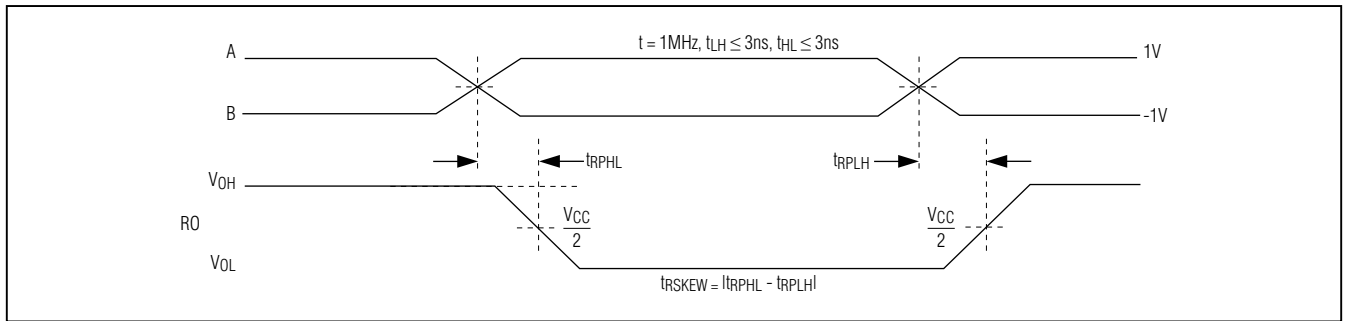 A
t = 1MHz, tLH ≤ 3ns, tHL ≤ 3ns
1V
B
-1V
tRPHL
tRPLH
VOH
RO
VCC
2
VCC
2
VOL
tRSKEW = |tRPHL - tRPLH|